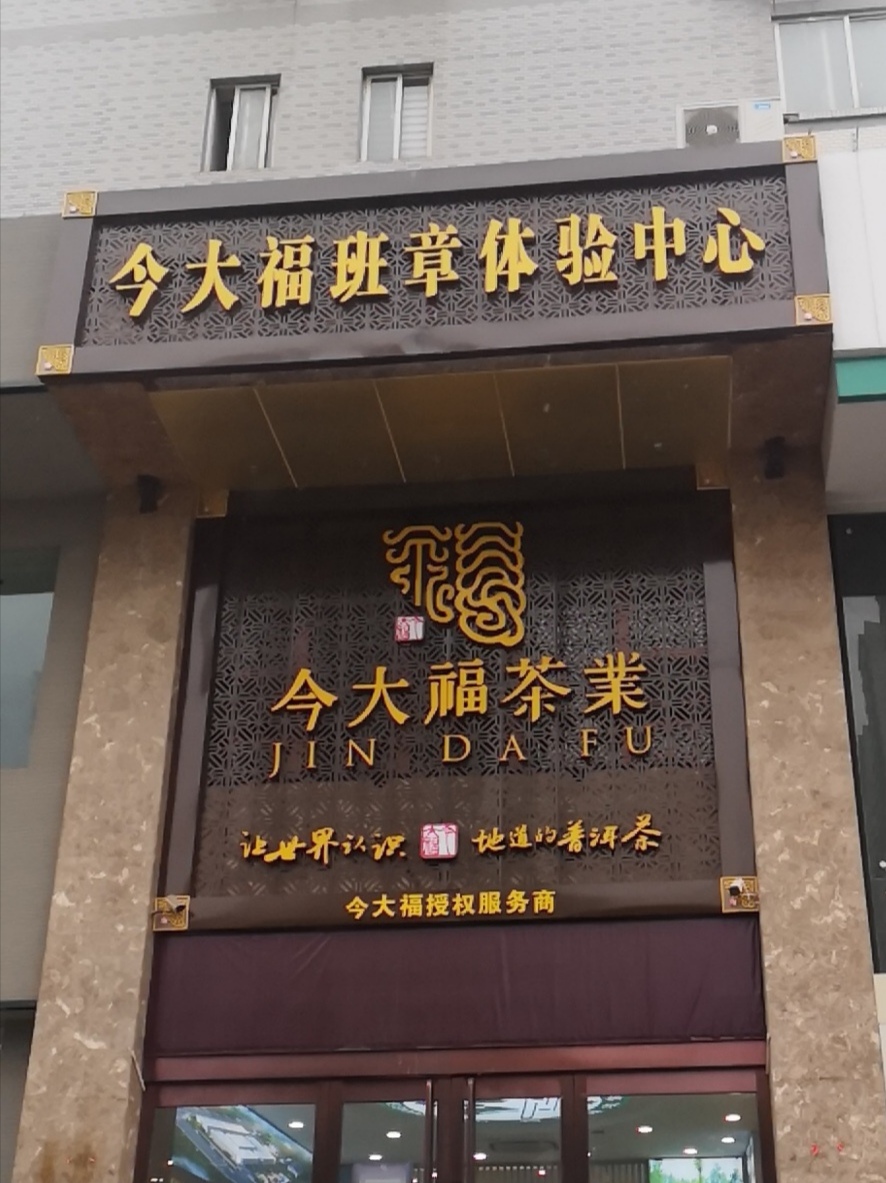 今大福班章体验中心
今大福茶業
JIN DA FU
让世界认识 地道的普洱茶
今大福授权服务商